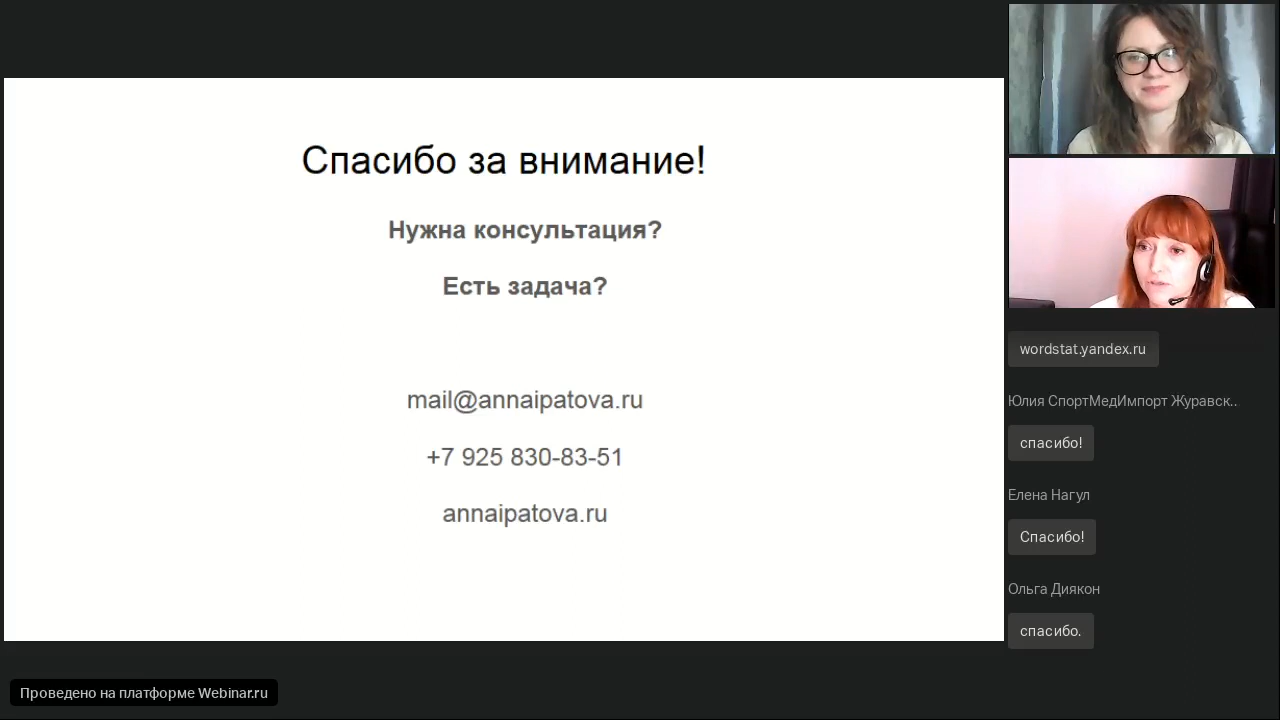 Спасибо за внимание!
Нужна консультация?
Есть задача?
mail@annaipatova.ru
+7 925 830-83-51
annaipatova.ru
wordstat.yandex.ru
Юлия СпортМедИмпорт Журавск..
спасибо!
Елена Нагул
Спасибо!
Ольга Диякон
спасибо.
Проведено на платформе Webinar.ru